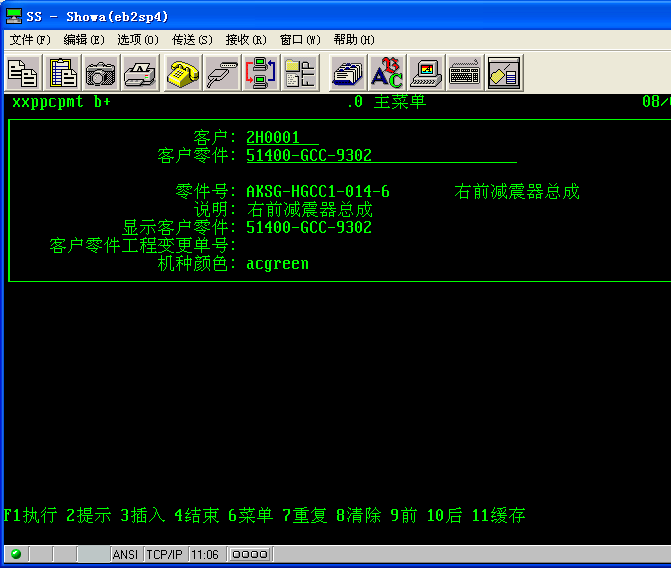 SS - Showa(eb2sp4)
文件(F) 编辑(E) 选项(O) 传送(S) 接收(R) 窗口(W) 帮助(H)
xxppcpmt b+ .0 主菜单 08/
客户: 2H0001
客户零件: 51400-GCC-9302
零件号: AKSG-HGCC1-014-6 右前减震器总成
说明: 右前减震器总成
显示客户零件: 51400-GCC-9302
客户零件工程变更单号:
机种颜色: acgreen
F1执行 2提示 3插入 4结束 6菜单 7重复 8清除 9前 10后 11缓存
ANSI TCP/IP 11:06